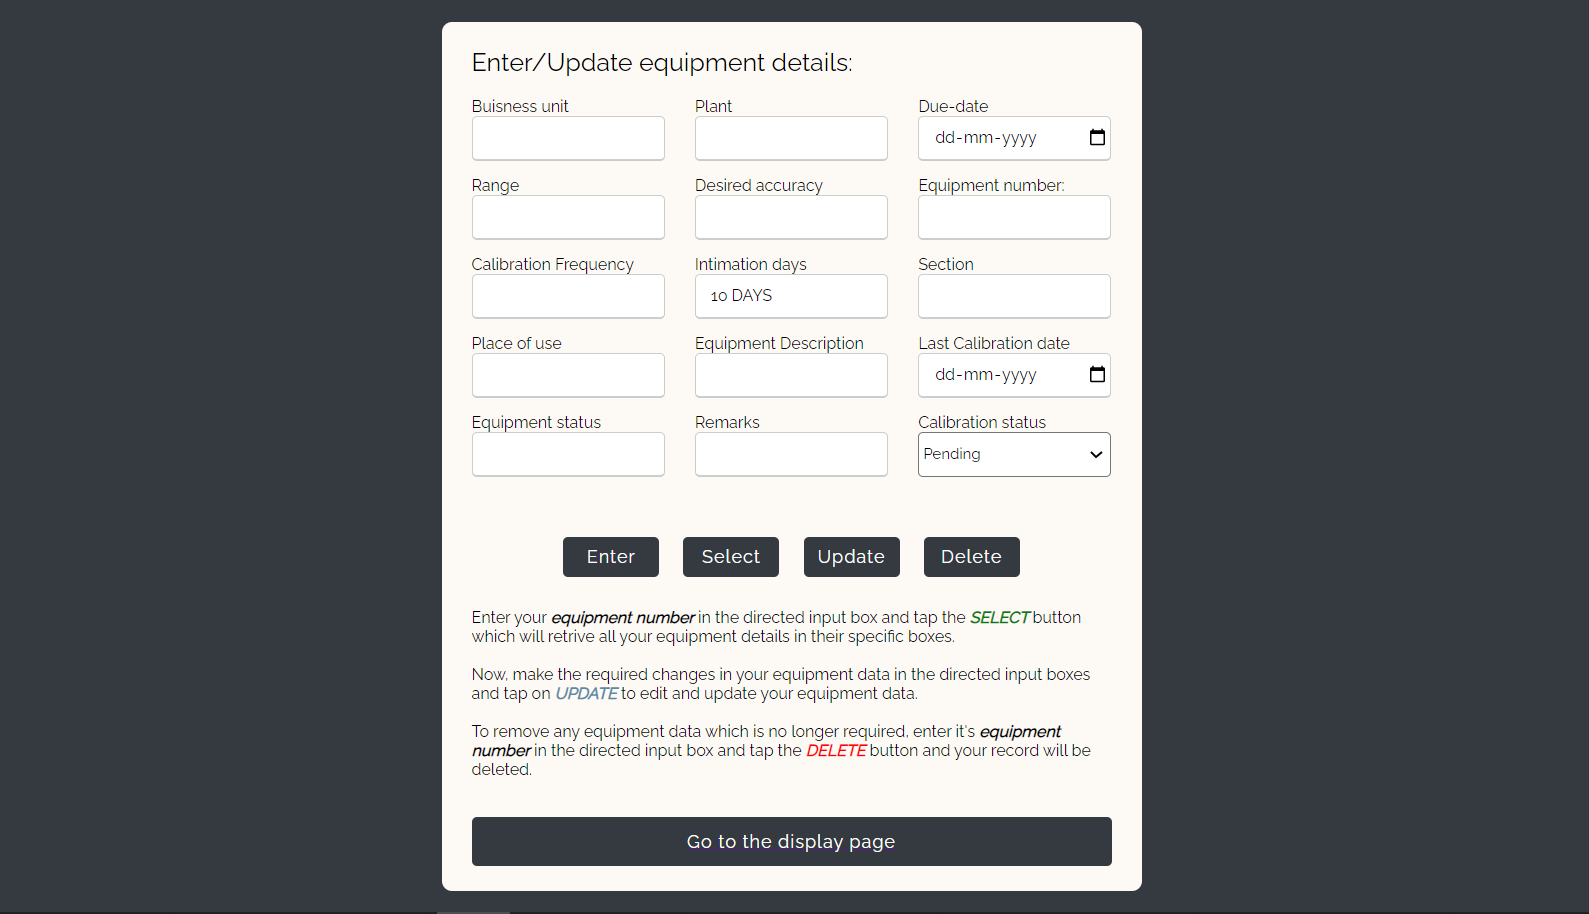 Enter/Update equipment details:
Buisness unit
Plant
Due-date
dd-mm-yyyy
Range
Desired accuracy
Equipment number:
Calibration Frequency
Intimation days
Section
10 DAYS
Place of use
Equipment Description
Last Calibration date
dd-mm-yyyy
Equipment status
Remarks
Calibration status
Pending
Enter
Select
Update
Delete
Enter your equipment number in the directed input box and tap the SELECT button
which will retrive all your equipment details in their specific boxes.
Now, make the required changes in your equipment data in the directed input boxes
and tap on UPDATE to edit and update your equipment data.
To remove any equipment data which is no longer required, enter it's equipment
number in the directed input box and tap the DELETE button and your record will be
deleted.
Go to the display page